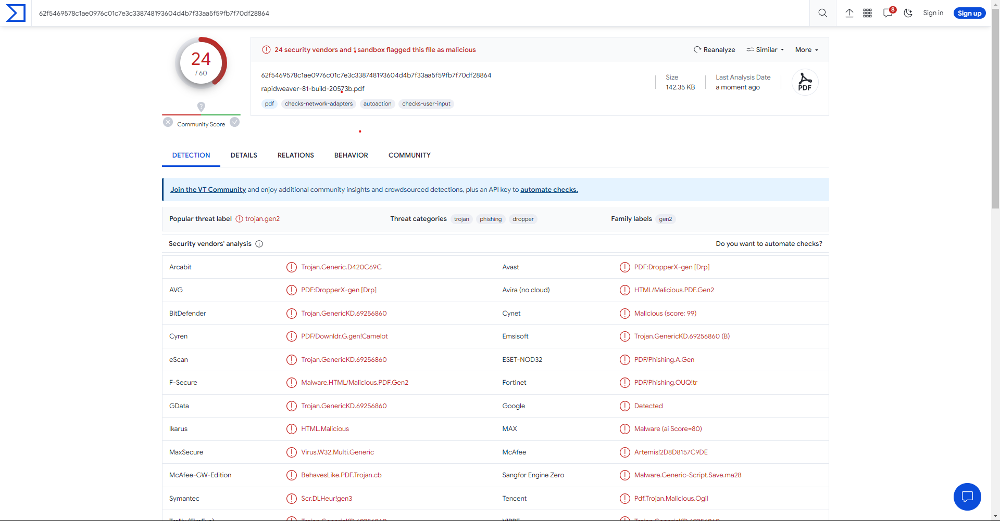 62f5469578c1ae0976c01c7e3c338748193604d4b7f33aa5f59fb7f70df28864
8
Sign in
Sign up
24
/ 60
Community Score
24 security vendors and 1 sandbox flagged this file as malicious
Reanalyze
Similar
More
62f5469578c1ae0976c01c7e3c338748193604d4b7f33aa5f59fb7f70df28864
rapidweaver-81-build-20573b.pdf
pdf
checks-network-adapters
autoaction
checks-user-input
Size
142.35 KB
Last Analysis Date
a moment ago
PDF
DETECTION
DETAILS
RELATIONS
BEHAVIOR
COMMUNITY
Join the VT Community and enjoy additional community insights and crowdsourced detections, plus an API key to automate checks.
Popular threat label trojan.gen2
Threat categories trojan phishing dropper
Family labels gen2
Security vendors' analysis
Do you want to automate checks?
Arcabit Trojan.Generic.D420C69C Avast PDF:DropperX-gen [Drp]
AVG PDF:DropperX-gen [Drp] Avira (no cloud) HTML/Malicious.PDF.Gen2
BitDefender Trojan.GenericKD.69256860 Cynet Malicious (score: 99)
Cyren PDF/Downldr.G.gen!Camelot Emsisoft Trojan.GenericKD.69256860 (B)
eScan Trojan.GenericKD.69256860 ESET-NOD32 PDF/Phishing.A.Gen
F-Secure Malware.HTML/Malicious.PDF.Gen2 Fortinet PDF/Phishing.OUQ!tr
GData Trojan.GenericKD.69256860 Google Detected
Ikarus HTML.Malicious MAX Malware (ai Score=80)
MaxSecure Virus.W32.Multi.Generic McAfee Artemis!2D8D8157C9DE
McAfee-GW-Edition BehavesLike.PDF.Trojan.cb Sangfor Engine Zero Malware.Generic-Script.Save.ma28
Symantec Scr.DLHeur!gen3 Tencent Pdf.Trojan.Malicious.Ogil